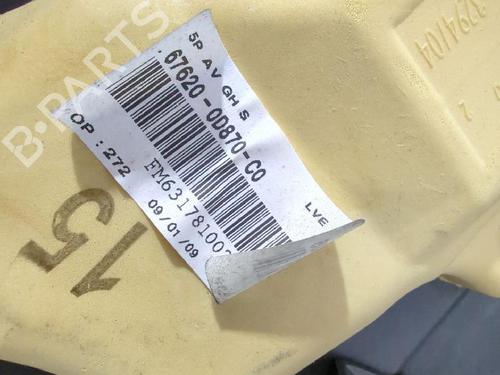 5P AV GH S
67620-0D870-C0
LVE
OP : 272
FM63178100
09/01/09
15
B-PARTS